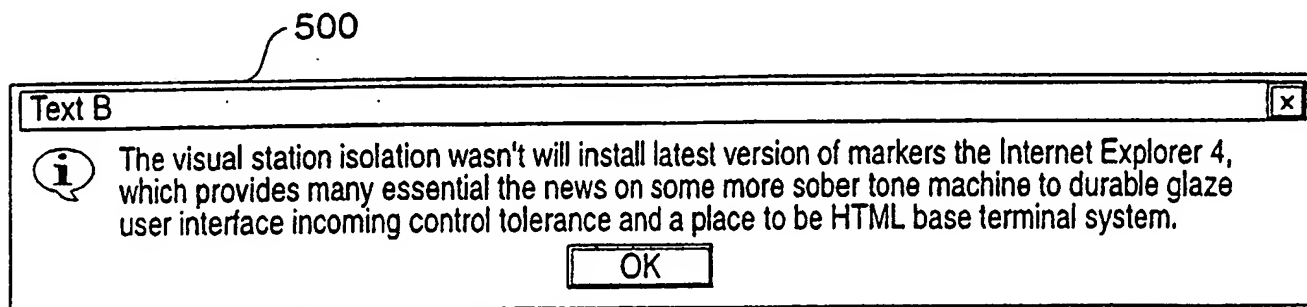 500
Text B x
i The visual station isolation wasn't will install latest version of markers the Internet Explorer 4,
which provides many essential the news on some more sober tone machine to durable glaze
user interface incoming control tolerance and a place to be HTML base terminal system.
OK